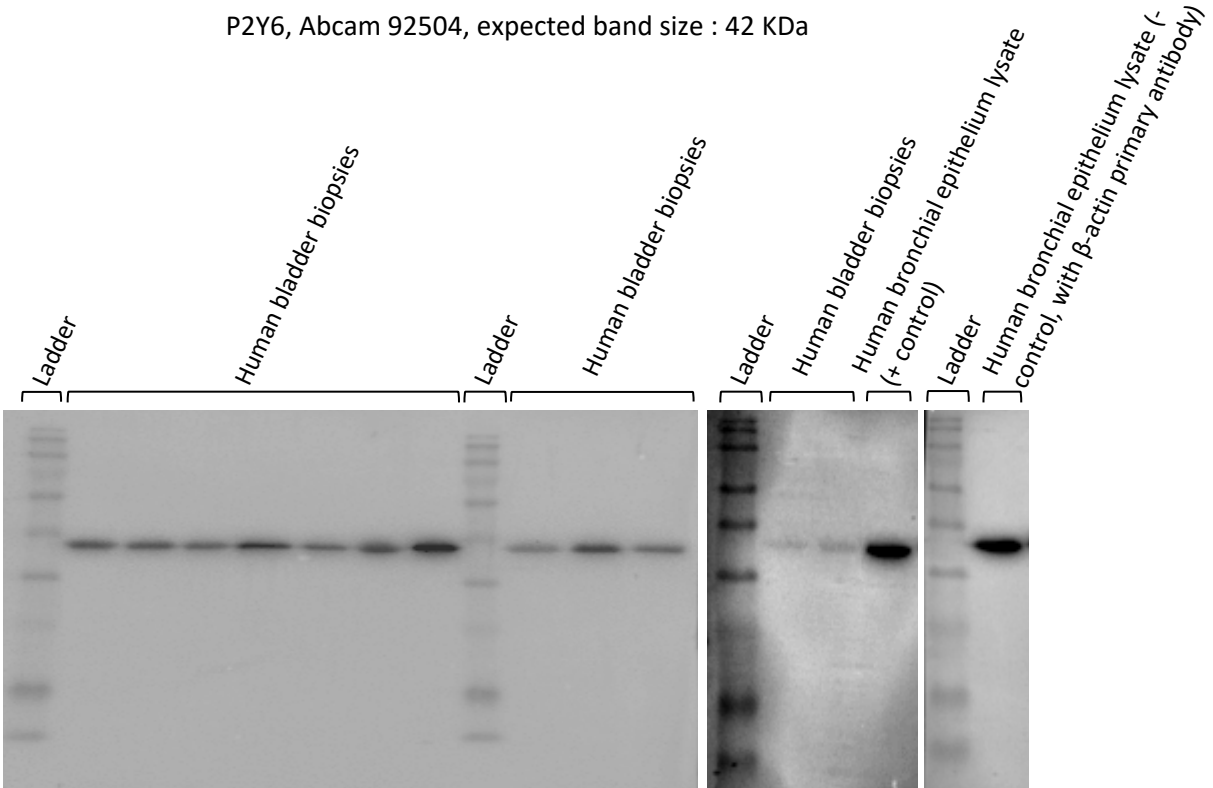 P2Y6, Abcam 92504, expected band size : 42 KDa
Ladder
Human bladder biopsies
Ladder
Human bladder biopsies
Ladder
Human bladder biopsies
Human bronchial epithelium lysate
(+ control)
Ladder
Human bronchial epithelium lysate (-
control, with β-actin primary antibody)